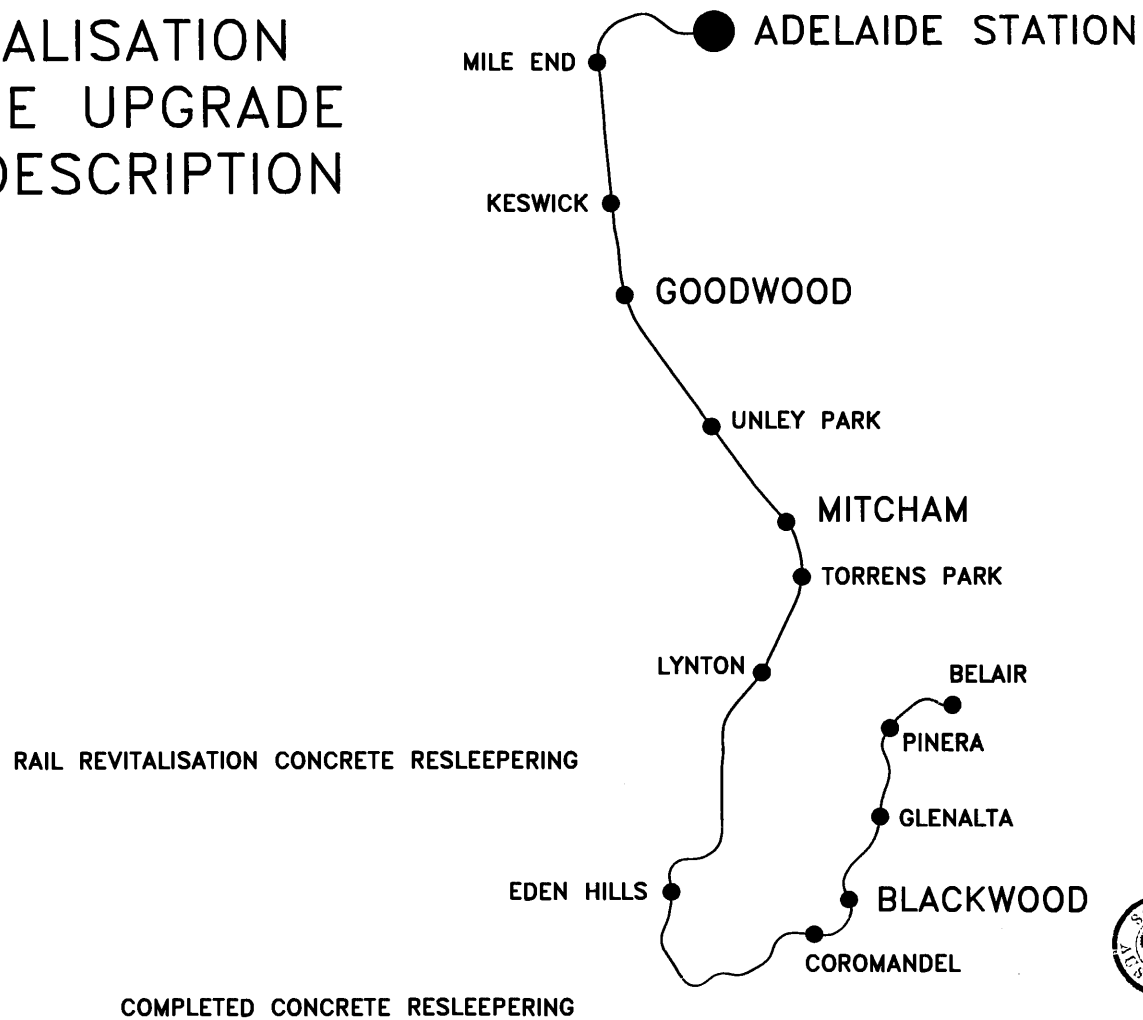 ALISATION
E UPGRADE
DESCRIPTION
ADELAIDE STATION
MILE END
KESWICK
GOODWOOD
UNLEY PARK
MITCHAM
TORRENS PARK
LYNTON
BELAIR
PINERA
RAIL REVITALISATION CONCRETE RESLEEPERING
GLENALTA
EDEN HILLS
BLACKWOOD
COROMANDEL
COMPLETED CONCRETE RESLEEPERING